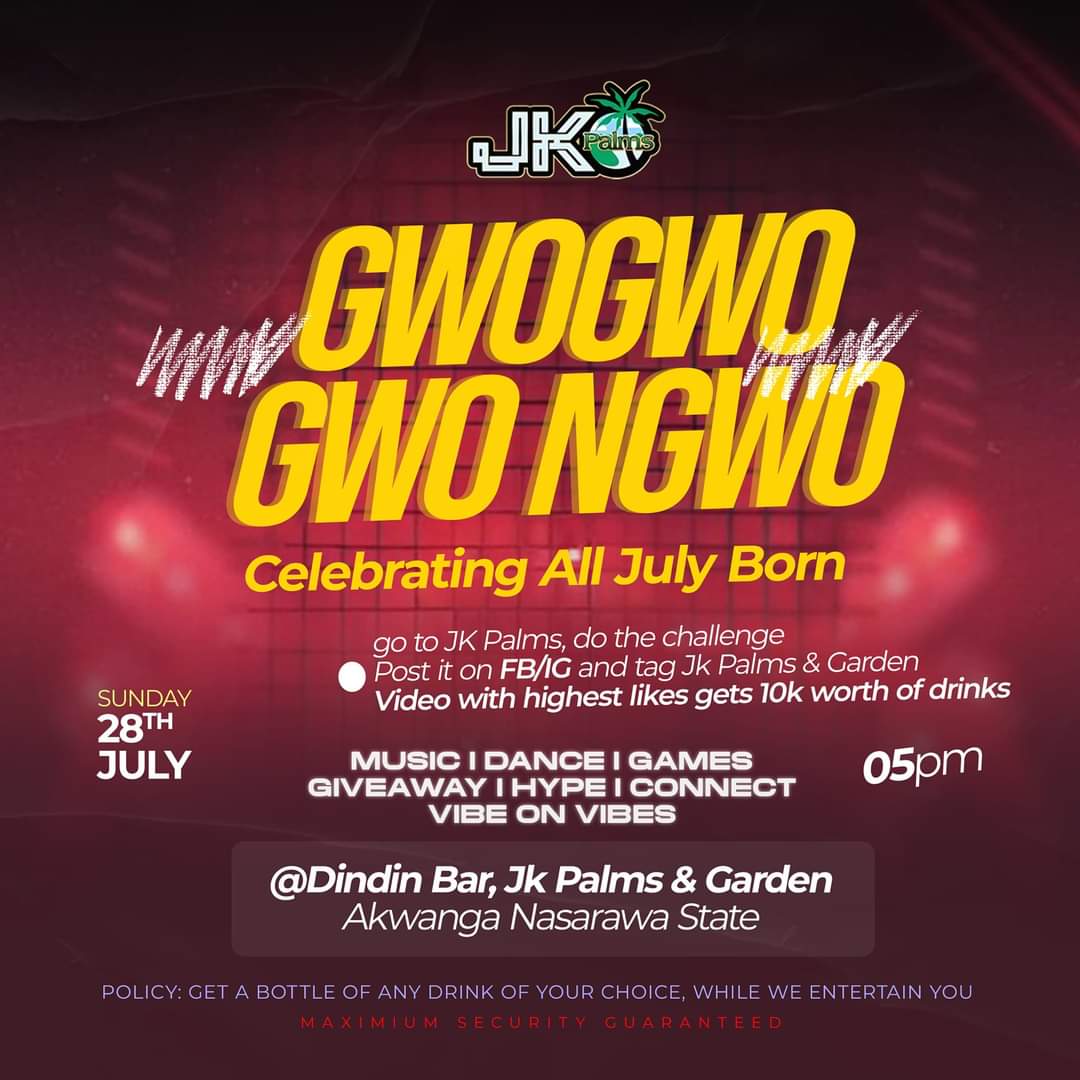 JK Palms
GWOGWO
GWO NGWO
Celebrating All July Born
go to JK Palms, do the challenge
Post it on FB/IG and tag Jk Palms & Garden
Video with highest likes gets 10k worth of drinks
SUNDAY
28TH
JULY
05pm
MUSIC | DANCE | GAMES
GIVEAWAY | HYPE | CONNECT
VIBE ON VIBES
@Dindin Bar, Jk Palms & Garden
Akwanga Nasarawa State
POLICY: GET A BOTTLE OF ANY DRINK OF YOUR CHOICE, WHILE WE ENTERTAIN YOU
MAXIMIUM SECURITY GUARANTEED